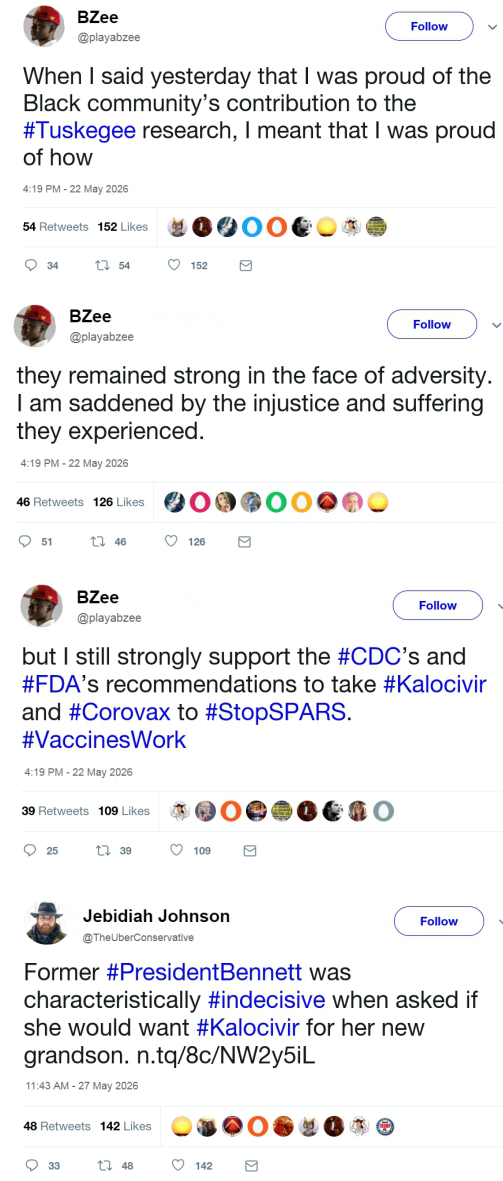 BZee
@playabzee
Follow
When I said yesterday that I was proud of the
Black community's contribution to the
#Tuskegee research, I meant that I was proud
of how
4:19 PM - 22 May 2026
54 Retweets 152 Likes
34 54 152
BZee
@playabzee
Follow
they remained strong in the face of adversity.
I am saddened by the injustice and suffering
they experienced.
4:19 PM - 22 May 2026
46 Retweets 126 Likes
51 46 126
BZee
@playabzee
Follow
but I still strongly support the #CDC's and
#FDA's recommendations to take #Kalocivir
and #Corovax to #StopSPARS.
#VaccinesWork
4:19 PM - 22 May 2026
39 Retweets 109 Likes
25 39 109
Jebidiah Johnson
@TheUberConservative
Follow
Former #PresidentBennett was
characteristically #indecisive when asked if
she would want #Kalocivir for her new
grandson. n.tq/8c/NW2y5iL
11:43 AM - 27 May 2026
48 Retweets 142 Likes
33 48 142